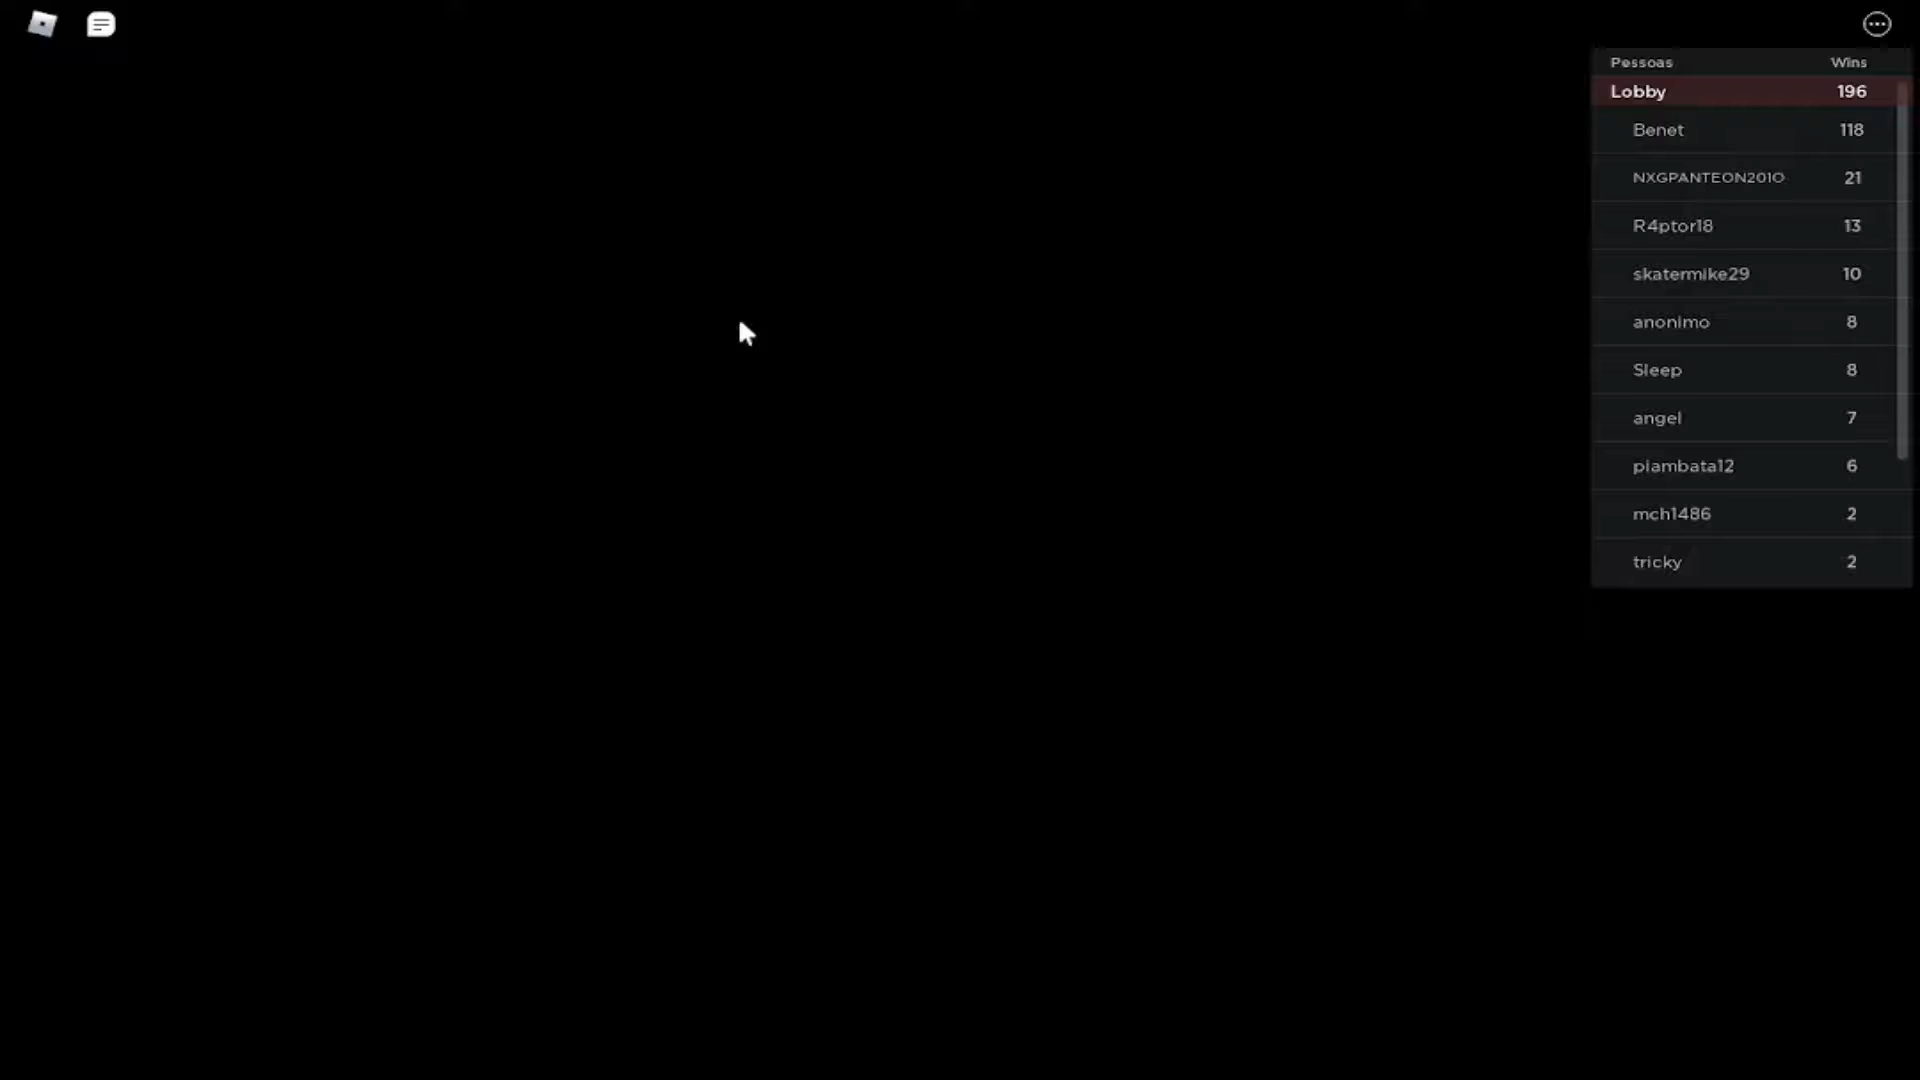 Pessoas Wins
Lobby 196
Benet 118
NXGPANTEON2010 21
R4ptor18 13
skatermike29 10
anonimo 8
Sleep 8
angel 7
piambata12 6
mch1486 2
tricky 2